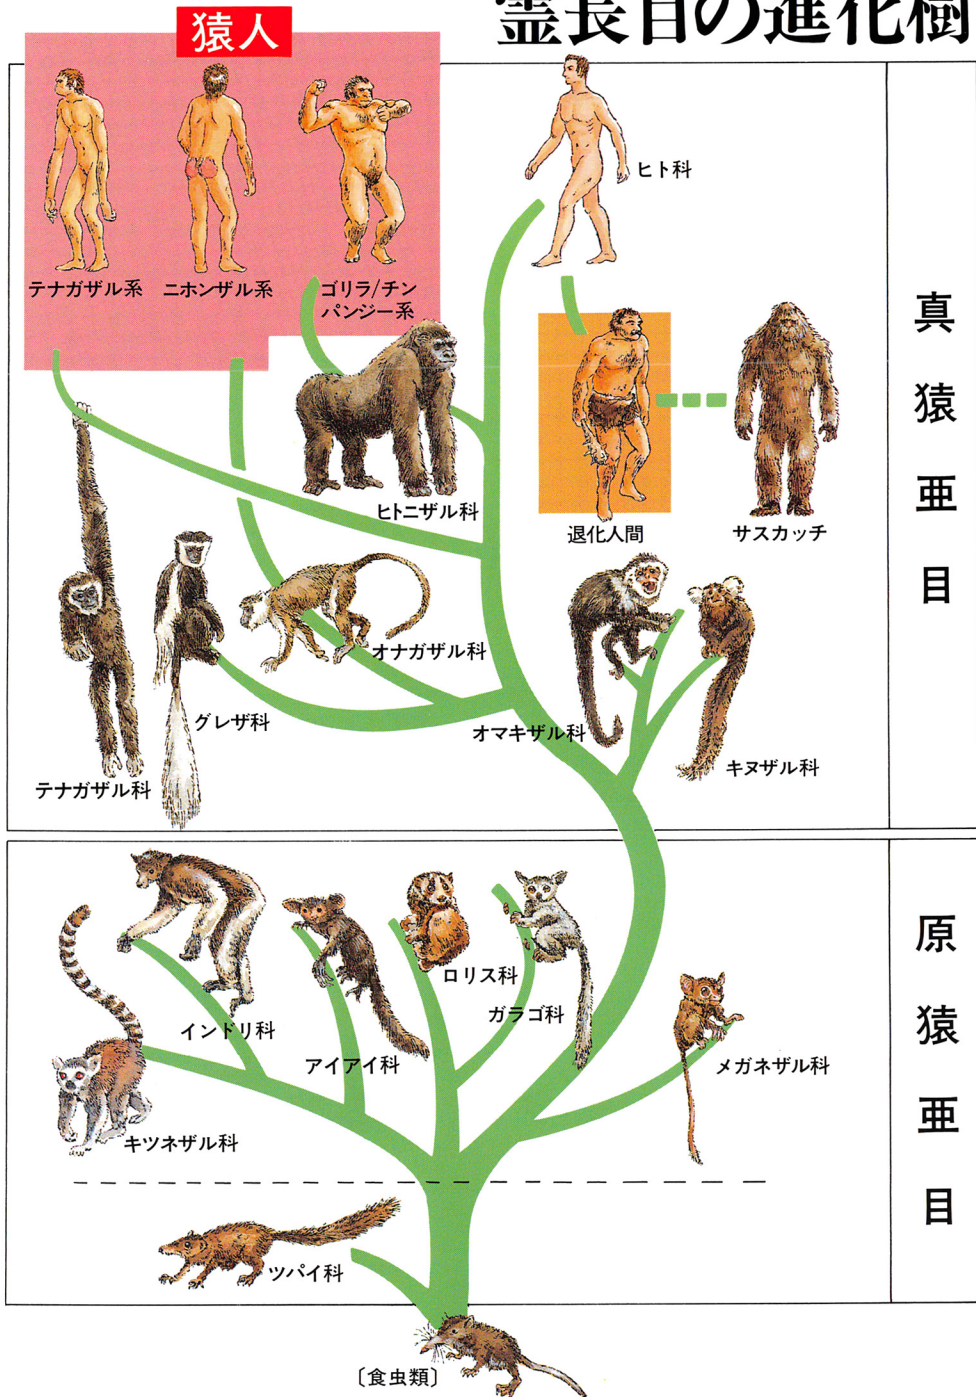 霊長目の進化樹
猿人
テナガザル系
ニホンザル系
ゴリラ/チン
パンジー系
ヒト科
真猿亜目
ヒトニザル科
退化人間
サスカッチ
オナガザル科
グレザ科
オマキザル科
キヌザル科
テナガザル科
原猿亜目
インドリ科
アイアイ科
ロリス科
ガラゴ科
メガネザル科
キツネザル科
ツパイ科
〔食虫類〕